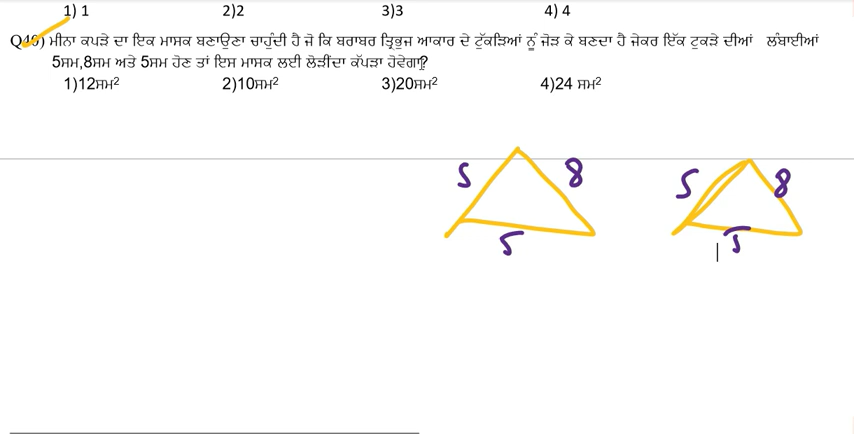 1) 1 2)2 3)3 4) 4
Q46) ਮੀਨਾ ਕਪੜੇ ਦਾ ਇਕ ਮਾਸਕ ਬਣਾਉਣਾ ਚਾਹੁੰਦੀ ਹੈ ਜੋ ਕਿ ਬਰਾਬਰ ਤ੍ਰਿਭੁਜ ਆਕਾਰ ਦੇ ਟੁੱਕੜਿਆਂ ਨੂੰ ਜੋੜ ਕੇ ਬਣਦਾ ਹੈ ਜੇਕਰ ਇੱਕ ਟੁਕੜੇ ਦੀਆਂ ਲੰਬਾਈਆਂ
5ਸਮ,8ਸਮ ਅਤੇ 5ਸਮ ਹੋਣ ਤਾਂ ਇਸ ਮਾਸਕ ਲਈ ਲੋੜੀਂਦਾ ਕੱਪੜਾ ਹੋਵੇਗਾ?
1)12ਸਮ² 2)10ਸਮ² 3)20ਸਮ² 4)24 ਸਮ²
5 8 5 8
5 5